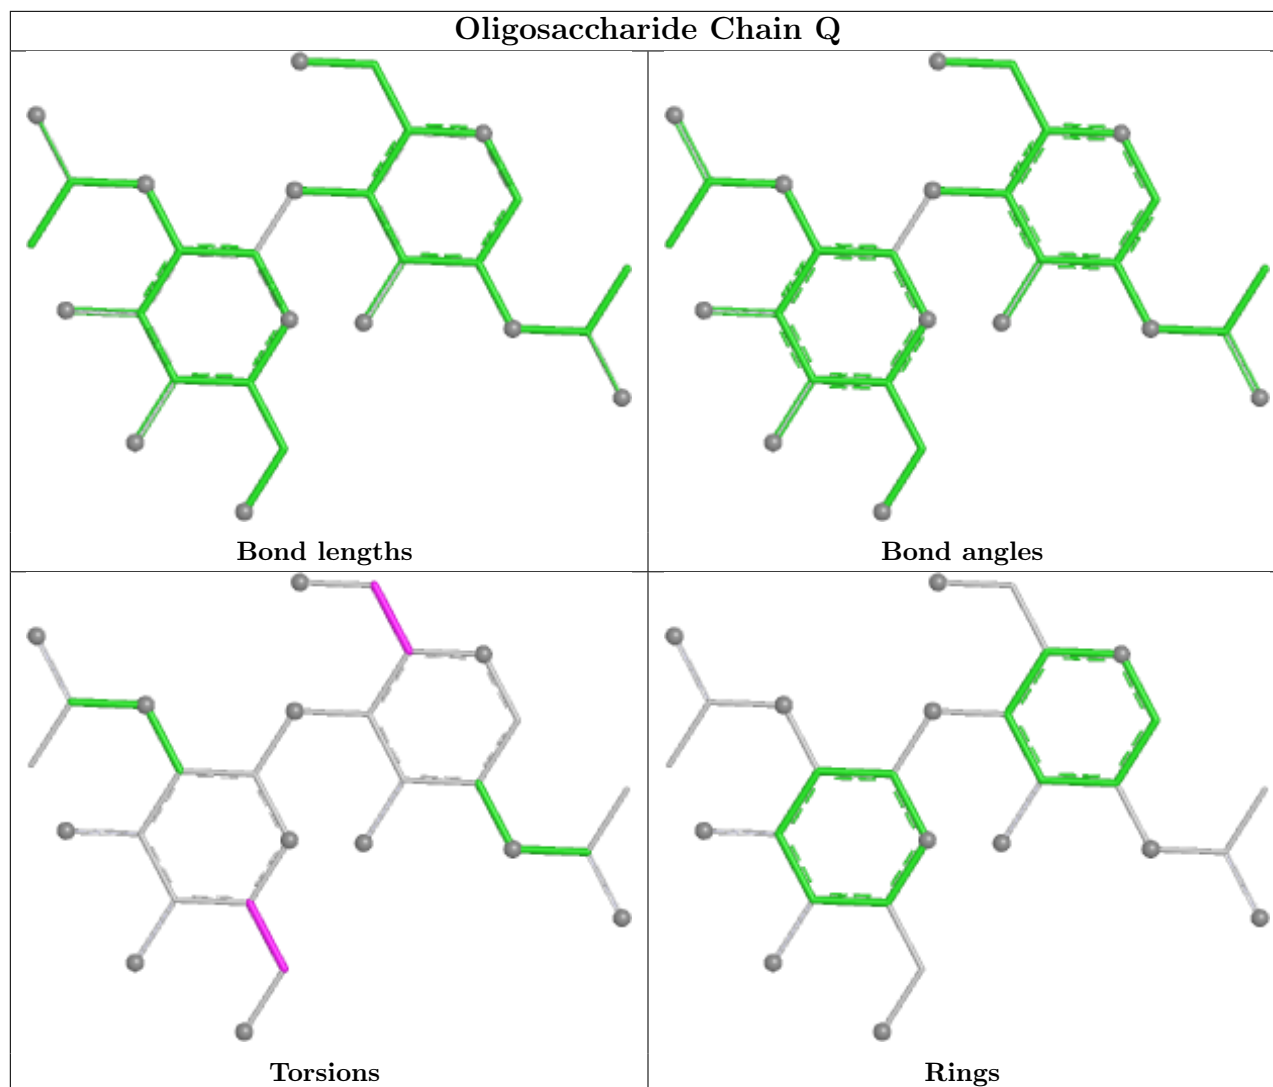 Oligosaccharide Chain Q
Bond lengths
Bond angles
Torsions
Rings